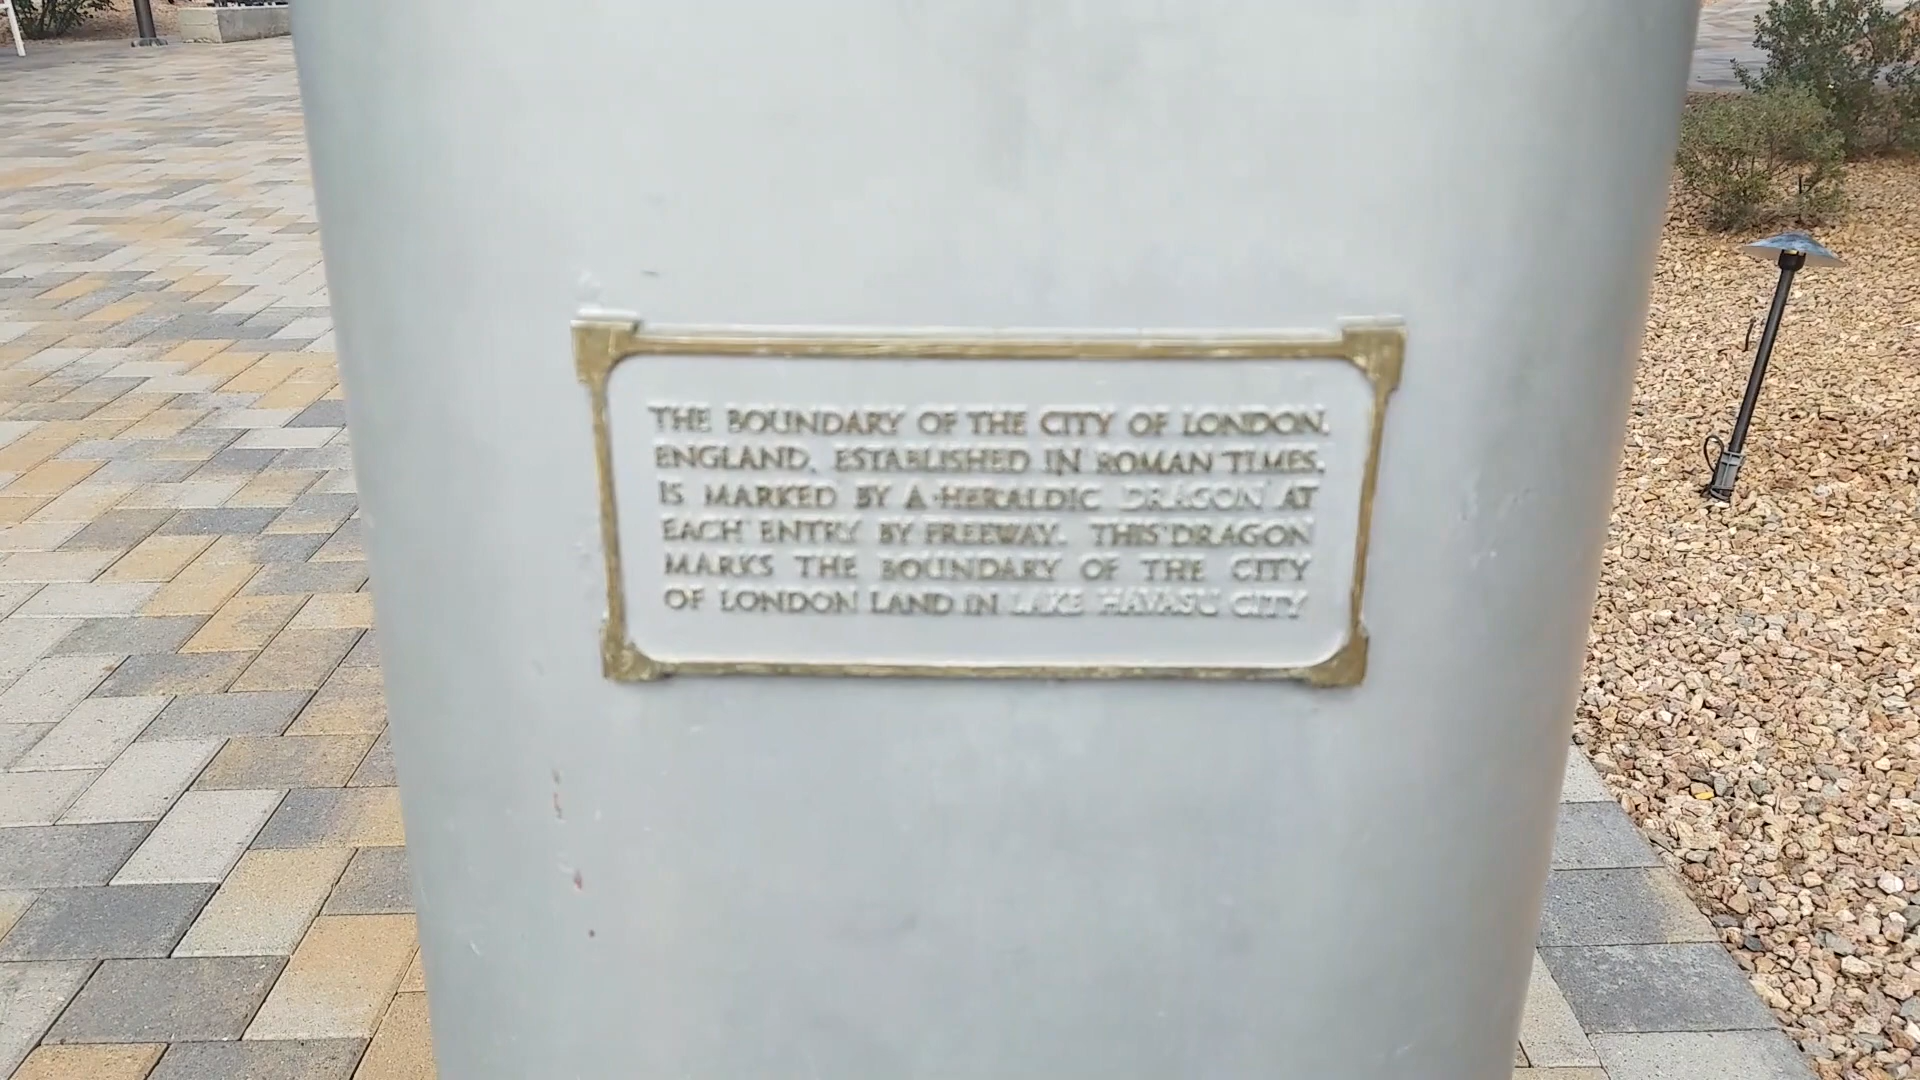 THE BOUNDARY OF THE CITY OF LONDON,
ENGLAND, ESTABLISHED IN ROMAN TIMES,
IS MARKED BY A HERALDIC DRAGON AT
EACH ENTRY BY FREEWAY. THIS DRAGON
MARKS THE BOUNDARY OF THE CITY
OF LONDON LAND IN LAKE HAVASU CITY